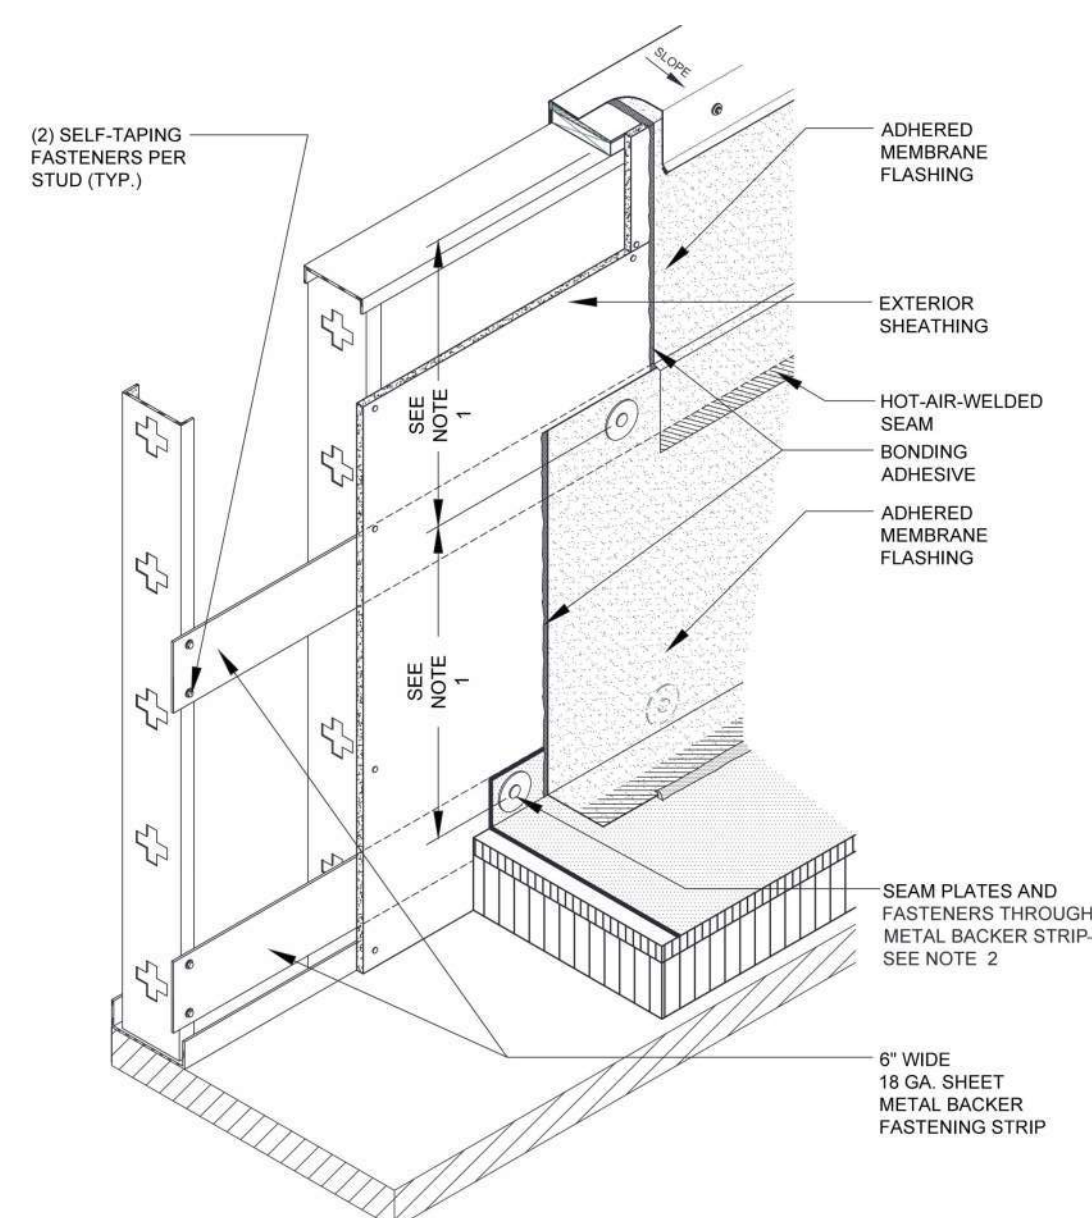 SLOPE
(2) SELF-TAPING
FASTENERS PER
STUD (TYP.)
ADHERED
MEMBRANE
FLASHING
EXTERIOR
SHEATHING
SEE
NOTE
1
HOT-AIR-WELDED
SEAM
BONDING
ADHESIVE
ADHERED
MEMBRANE
FLASHING
SEE
NOTE
1
SEAM PLATES AND
FASTENERS THROUGH
METAL BACKER STRIP-
SEE NOTE 2
6" WIDE
18 GA. SHEET
METAL BACKER
FASTENING STRIP